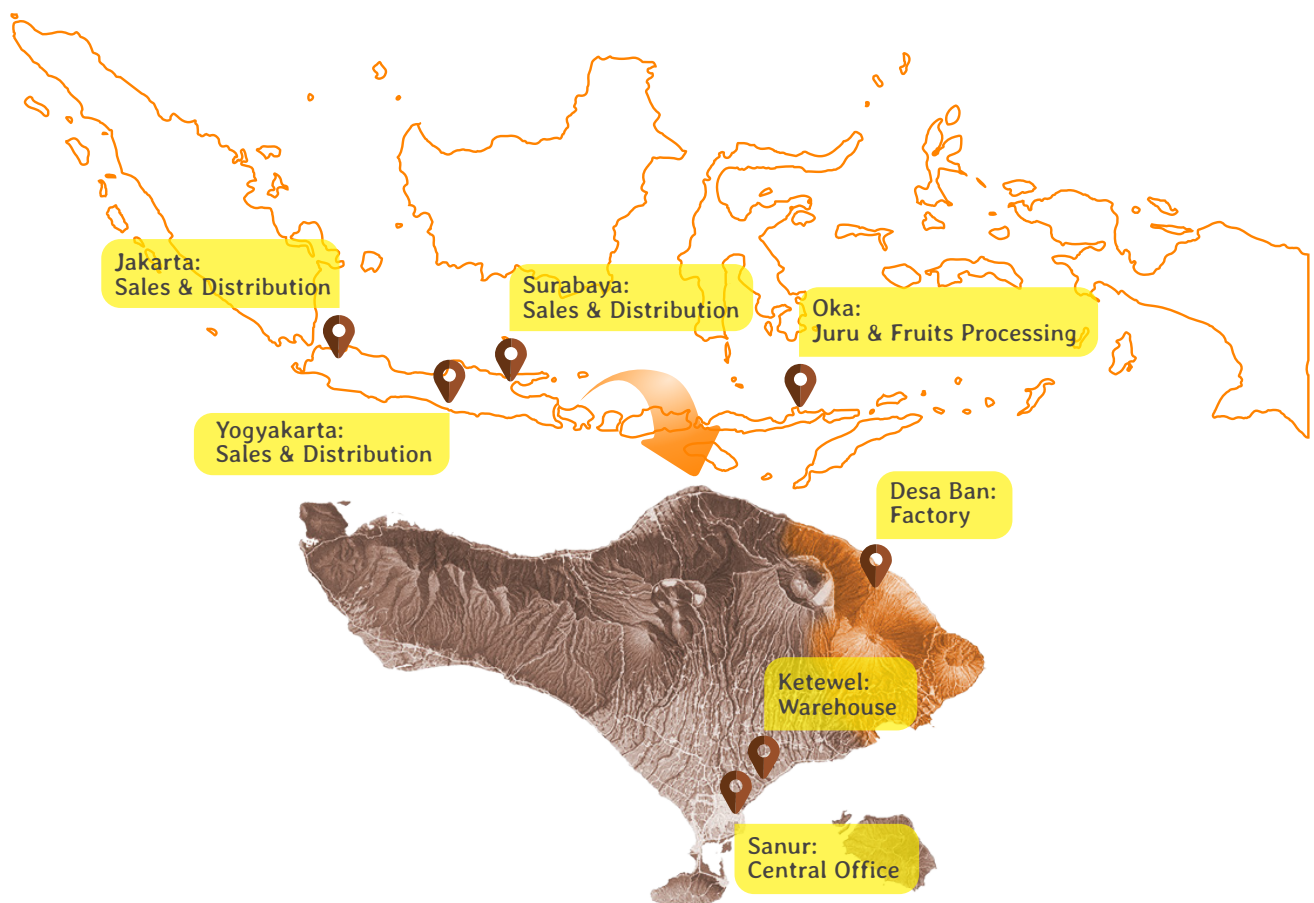 Jakarta:
Sales & Distribution
Surabaya:
Sales & Distribution
Oka:
Juru & Fruits Processing
Yogyakarta:
Sales & Distribution
Desa Ban:
Factory
Ketewel:
Warehouse
Sanur:
Central Office